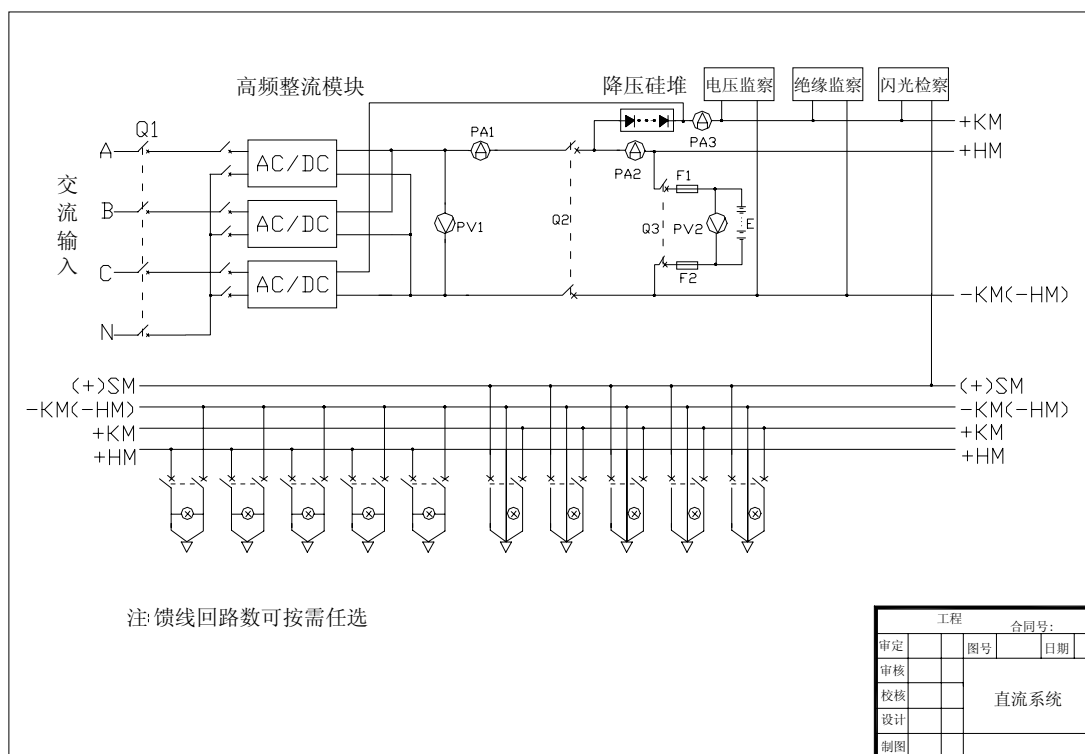 高频整流模块
降压硅堆
电压监察
绝缘监察
闪光检察
Q1
PA1
PA3
+KM
A
AC/DC
PA2
+HM
交流输入
F1
B
AC/DC
PV1
Q2
Q3
PV2
E
C
AC/DC
F2
-KM(-HM)
N
(+)SM
(+)SM
-KM(-HM)
-KM(-HM)
+KM
+KM
+HM
+HM
注:馈线回路数可按需任选
工程
合同号:
审定
图号
日期
审核
校核
直流系统
设计
制图